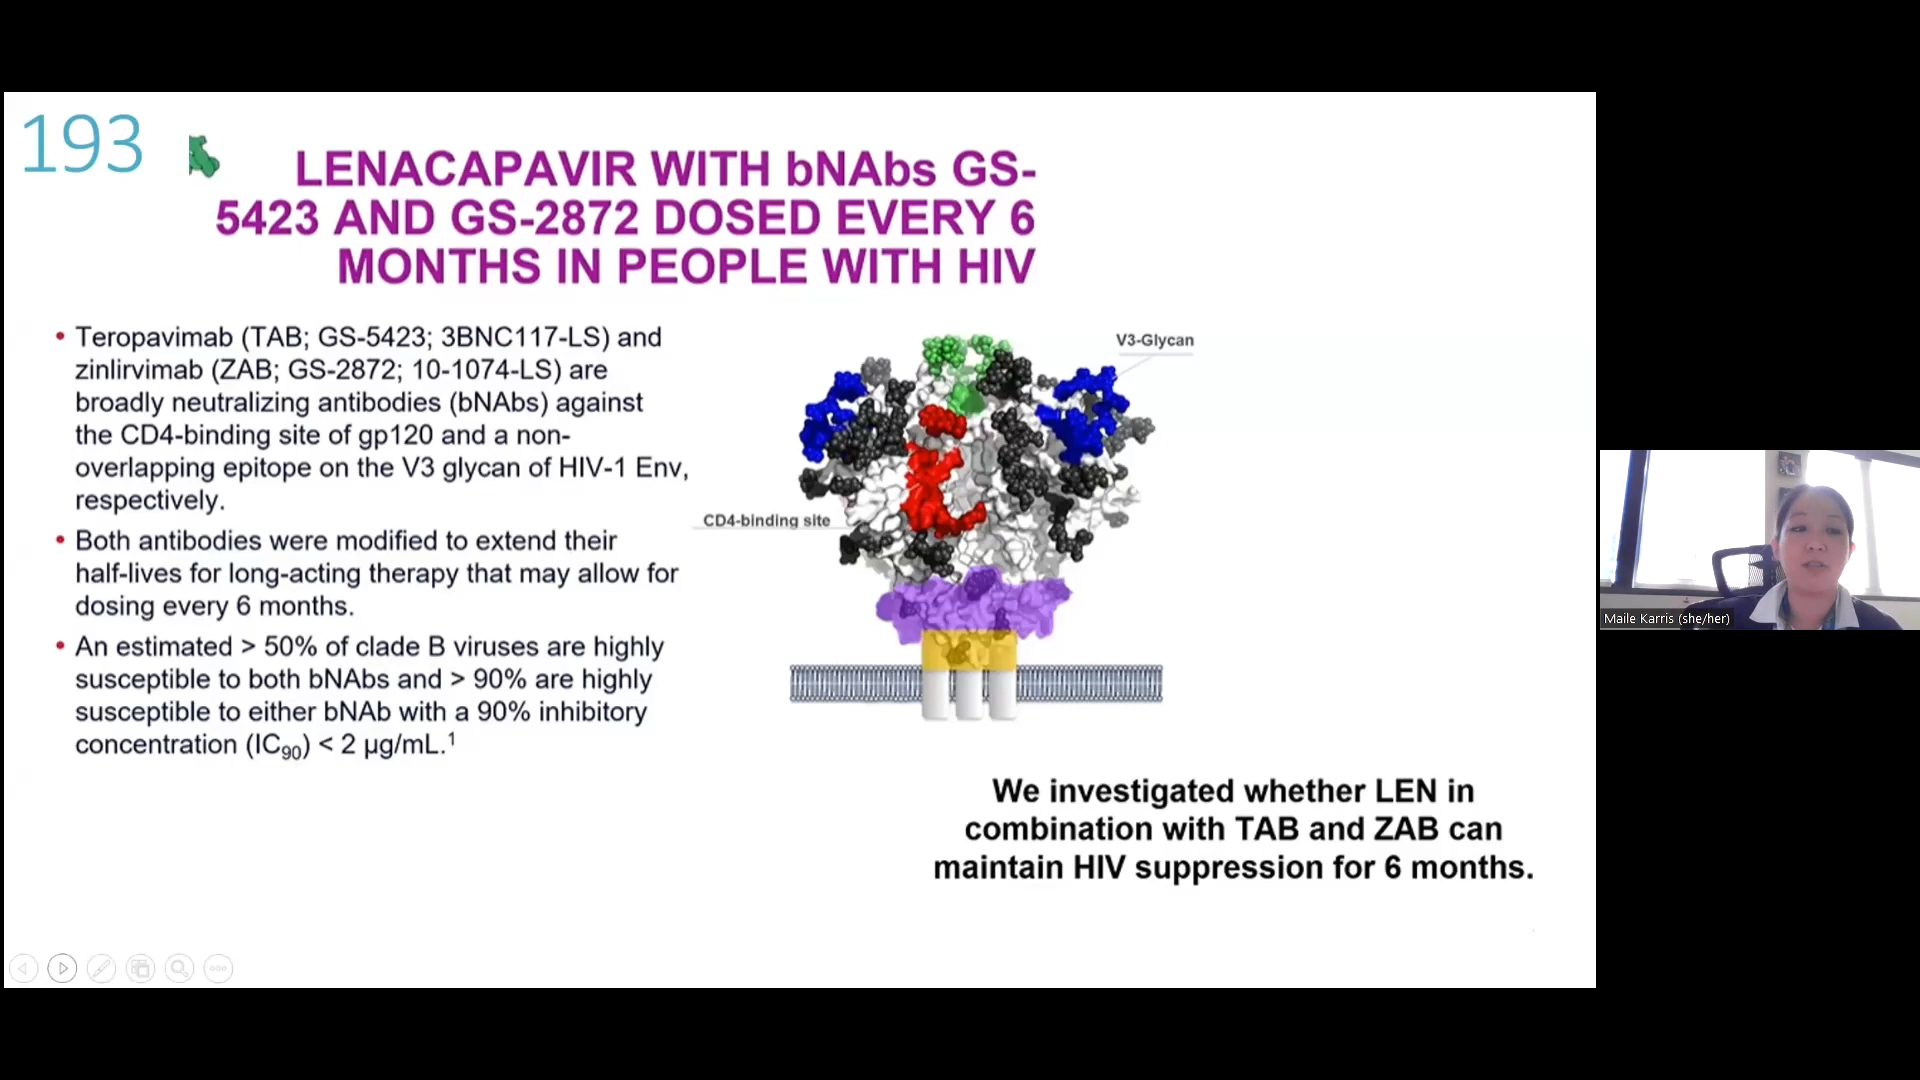 193
LENACAPAVIR WITH bNAbs GS-
5423 AND GS-2872 DOSED EVERY 6
MONTHS IN PEOPLE WITH HIV
• Teropavimab (TAB; GS-5423; 3BNC117-LS) and
zinlirvimab (ZAB; GS-2872; 10-1074-LS) are
broadly neutralizing antibodies (bNAbs) against
the CD4-binding site of gp120 and a non-
overlapping epitope on the V3 glycan of HIV-1 Env,
respectively.
• Both antibodies were modified to extend their
half-lives for long-acting therapy that may allow for
dosing every 6 months.
• An estimated > 50% of clade B viruses are highly
susceptible to both bNAbs and > 90% are highly
susceptible to either bNAb with a 90% inhibitory
concentration (IC90) < 2 µg/mL.1
V3-Glycan
CD4-binding site
We investigated whether LEN in
combination with TAB and ZAB can
maintain HIV suppression for 6 months.
Maile Karris (she/her)